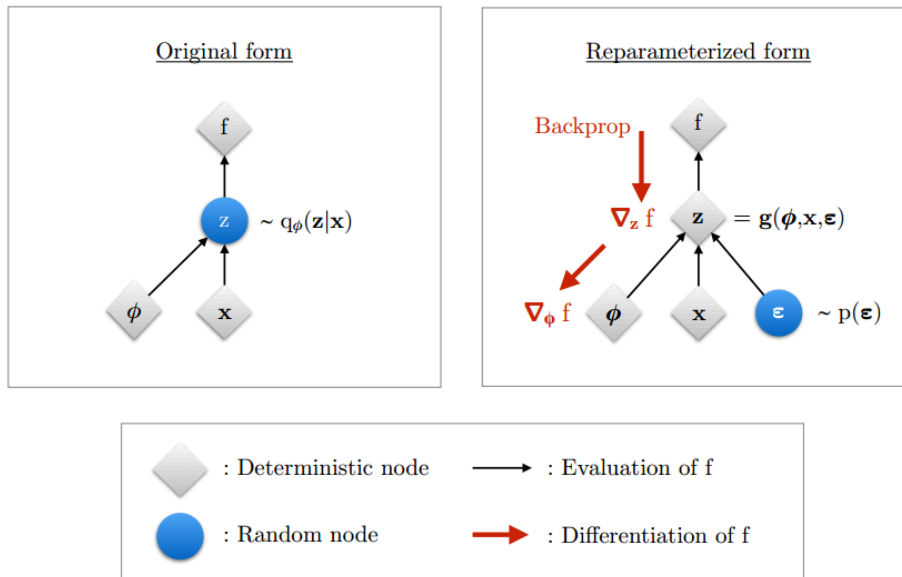 Original form
f
z ~ qϕ(z|x)
ϕ x
Reparameterized form
Backprop f
∇z f z = g(ϕ,x,ε)
∇ϕ f ϕ x ε ~ p(ε)
: Deterministic node : Evaluation of f
: Random node : Differentiation of f